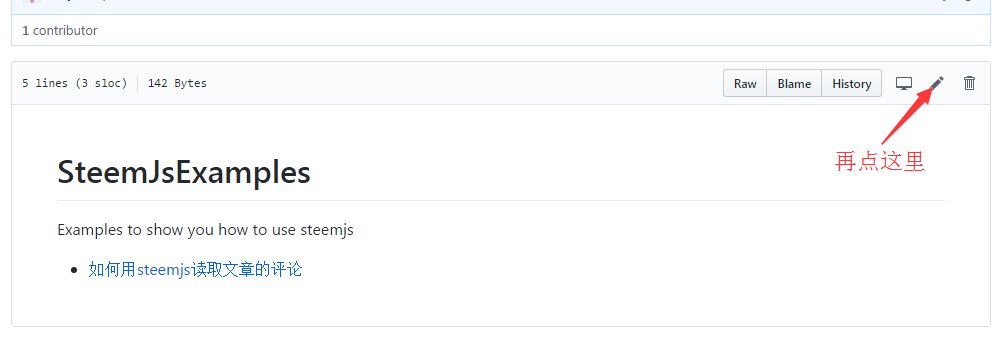 1 contributor
5 lines (3 sloc) 142 Bytes Raw Blame History
再点这里
SteemJsExamples
Examples to show you how to use steemjs
如何用steemjs读取文章的评论